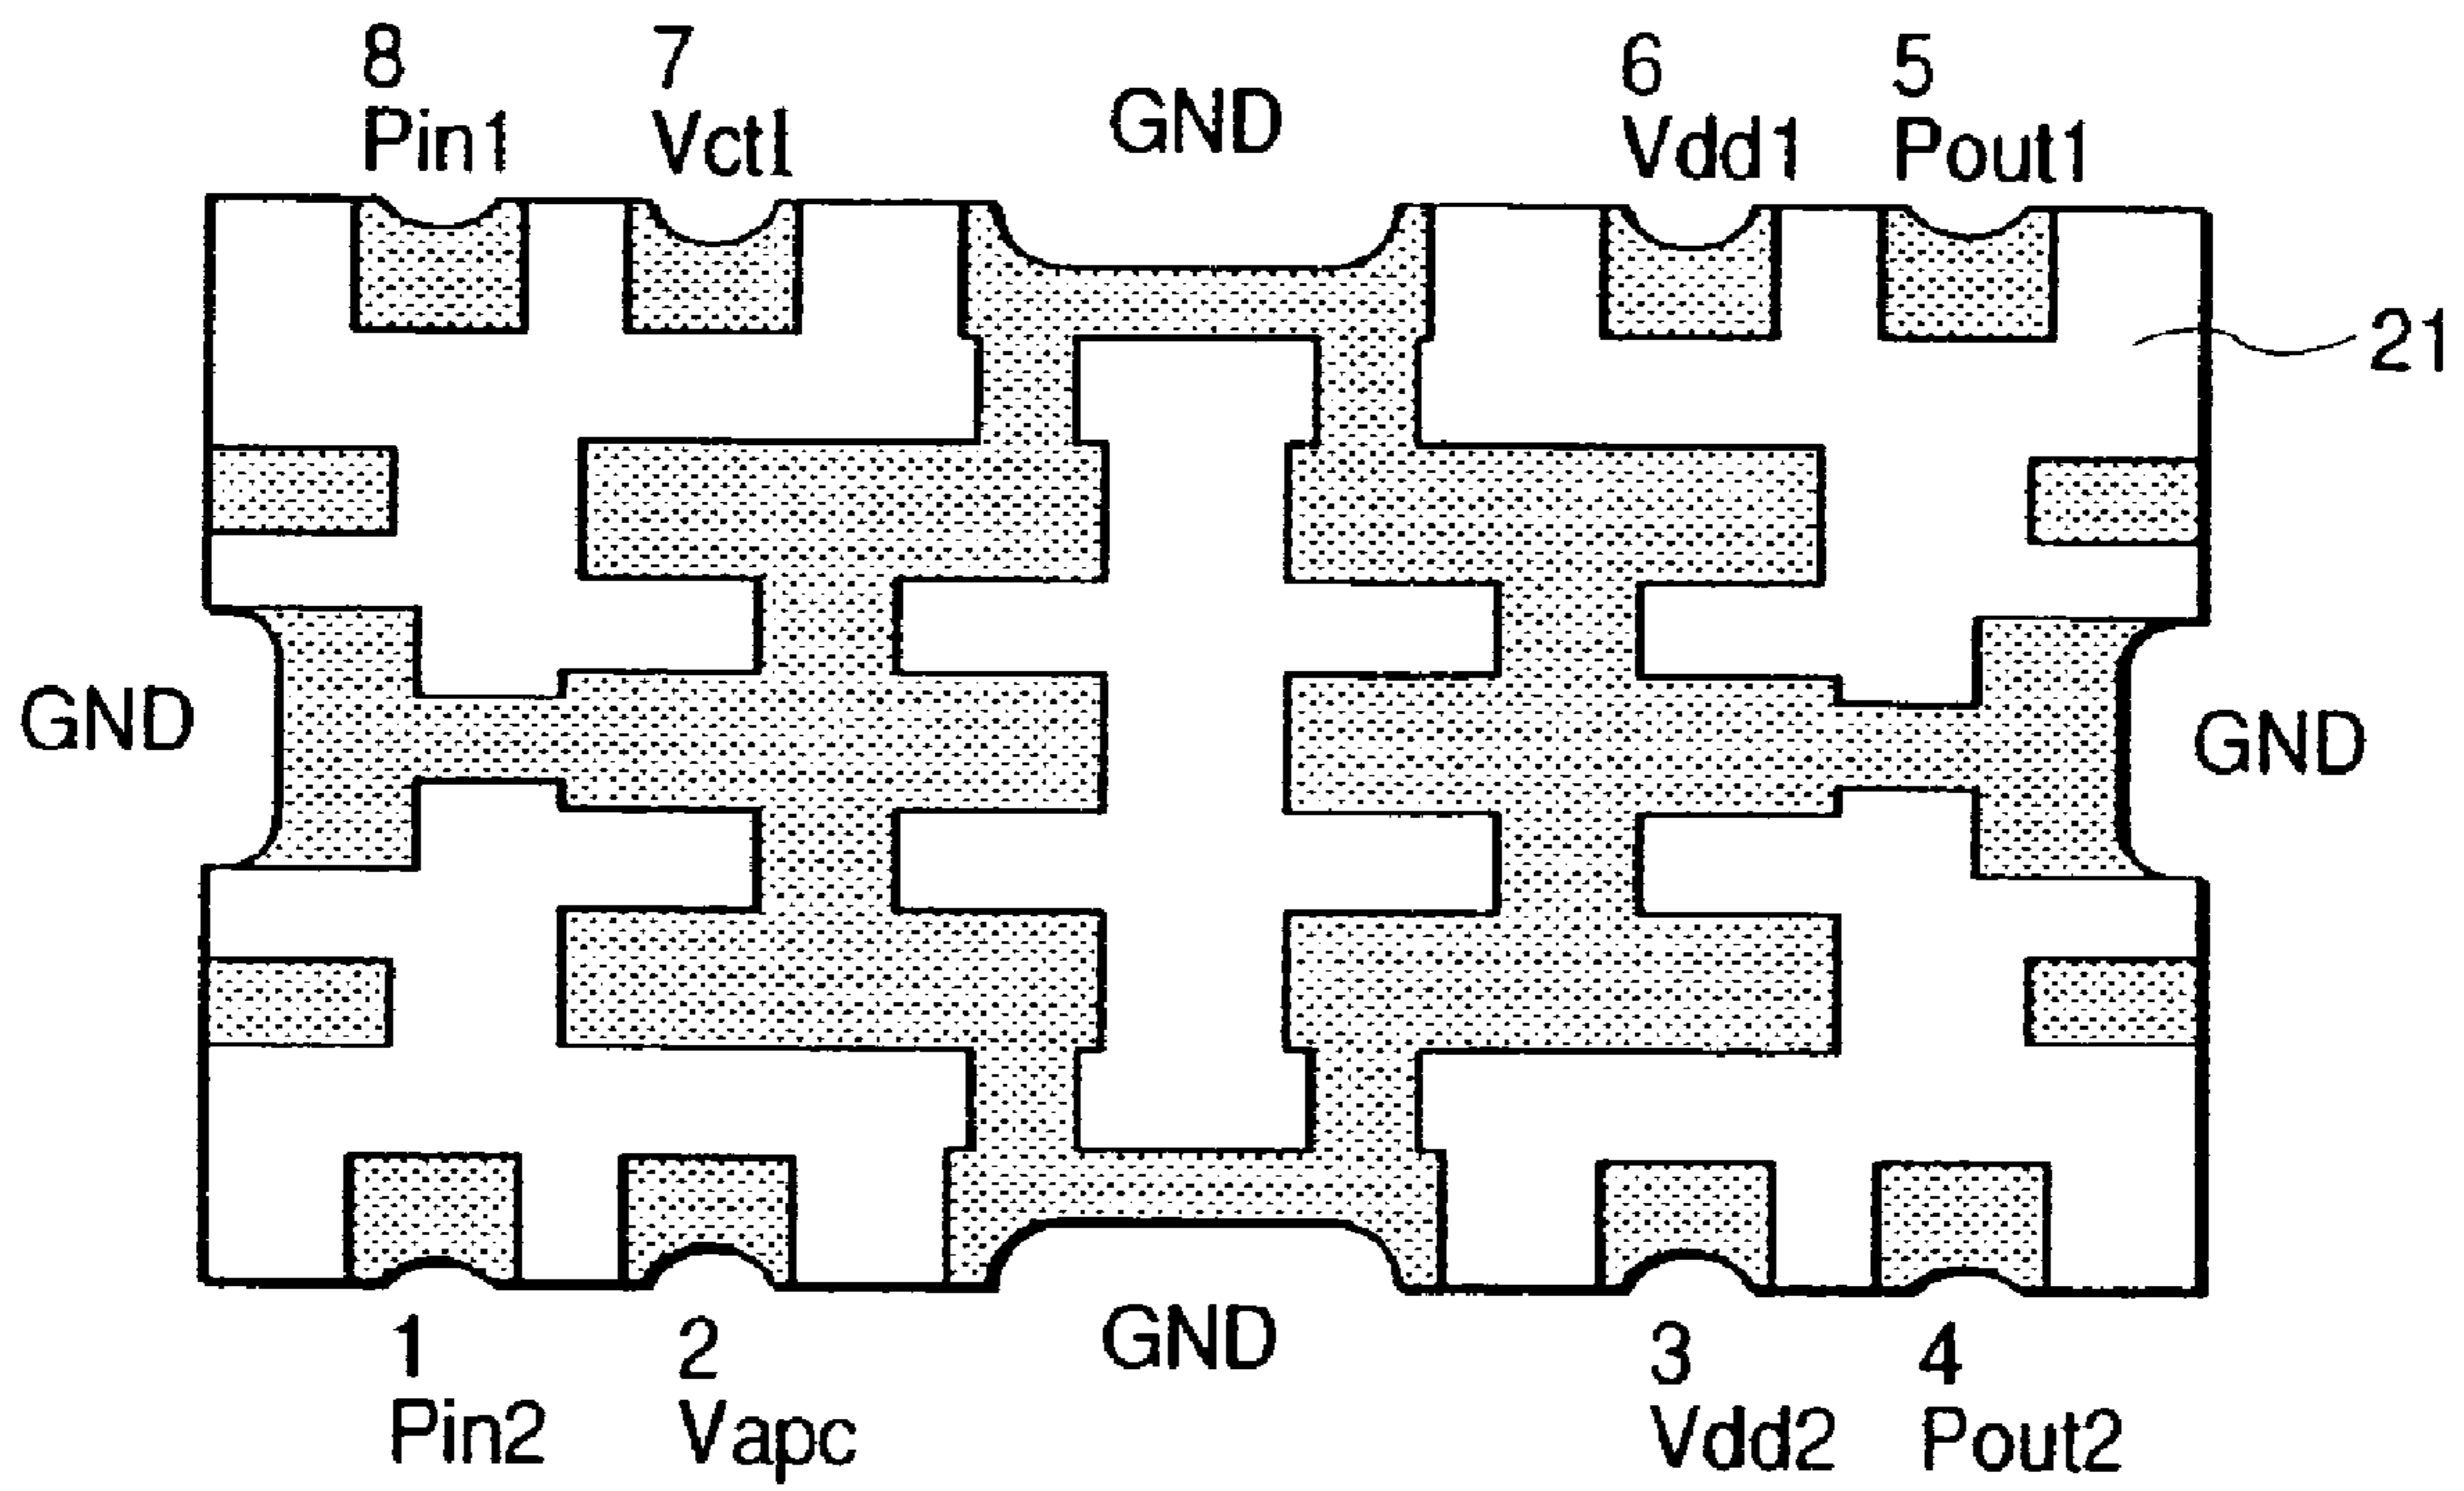 8 7 6 5
Pin1 Vctl GND Vdd1 Pout1
21
GND GND
1 2 GND 3 4
Pin2 Vapc Vdd2 Pout2